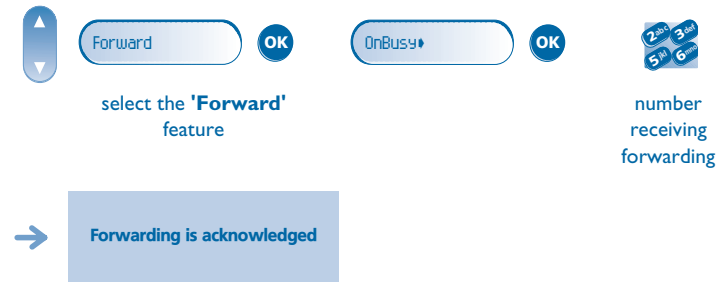 Forward
OK
OnBusy
OK
2abc 3def
5jkl 6mno
select the 'Forward'
feature
number
receiving
forwarding
Forwarding is acknowledged